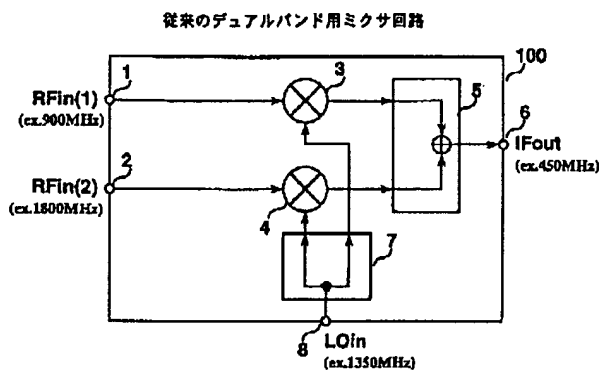 従来のデュアルバンド用ミクサ回路
100
1
3
5
RFin(1)
(ex.900MHz)
6
IFout
(ex.450MHz)
2
RFin(2)
(ex.1800MHz)
4
7
8
LOin
(ex.1350MHz)